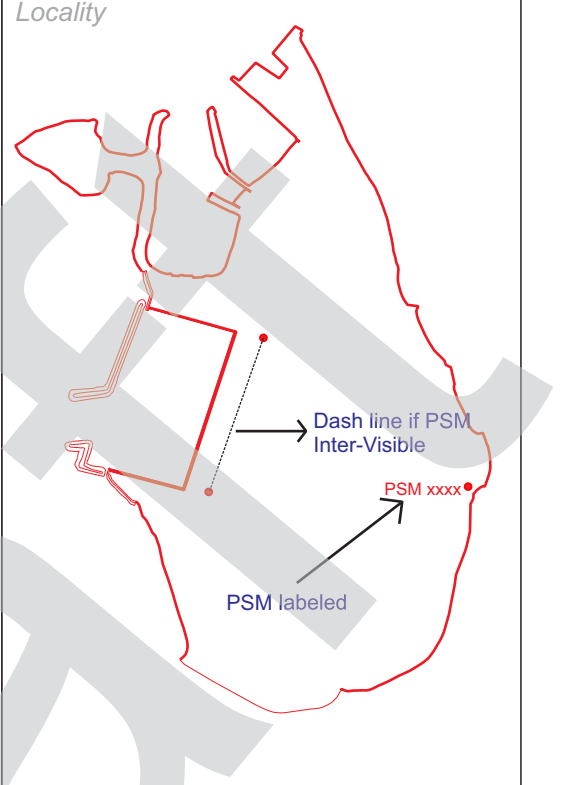 Locality
Dash line if PSM
Inter-Visible
PSM xxxx
PSM labeled